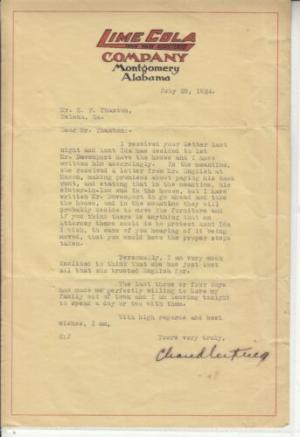 LIME COLA
COMPANY
Montgomery
Alabama
July 25, 1924.
Mr. E. P. Thaxton,
Ga.
Dear Mr. Thaxton:-
I received your letter last
night and Aunt Ida has decided to let
Mr. Davenport have the house and I have
written him accordingly. In the meantime,
she received a letter from Mr. English at
Macon, making promises about paying his back
rent, and stating that in the meantime, his
sister-in-law was in the house, but I have
written Mr. Davenport to go ahead and take
the house, and in the meantime they will
probably decide to move the furniture and
if you think there is anything that an
Attorney there could do to protect Aunt Ida
I wish, in case of you hearing of it being
moved, that you would have the proper steps
taken.
Personally, I am very much
inclined to think that she has just lost
all that she trusted English for.
The last three or four days
has made me perfectly willing to have my
family out of town and I am leaving tonight
to spend a day or two with them.
With high regards and best
wishes, I am,
Yours very truly,